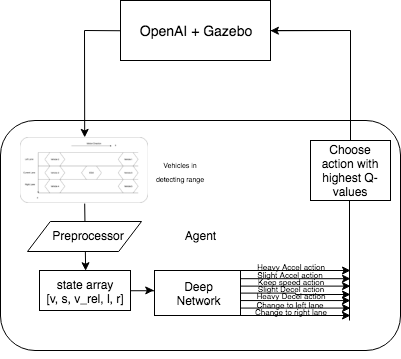 OpenAI + Gazebo
Vehicles in
detecting range
Choose
action with
highest Q-
values
Preprocessor
Agent
state array
[v, s, v_rel, l, r]
Deep
Network
Heavy Accel action
Slight Accel action
Keep speed action
Slight Decel action
Heavy Decel action
Change to left lane
Change to right lane